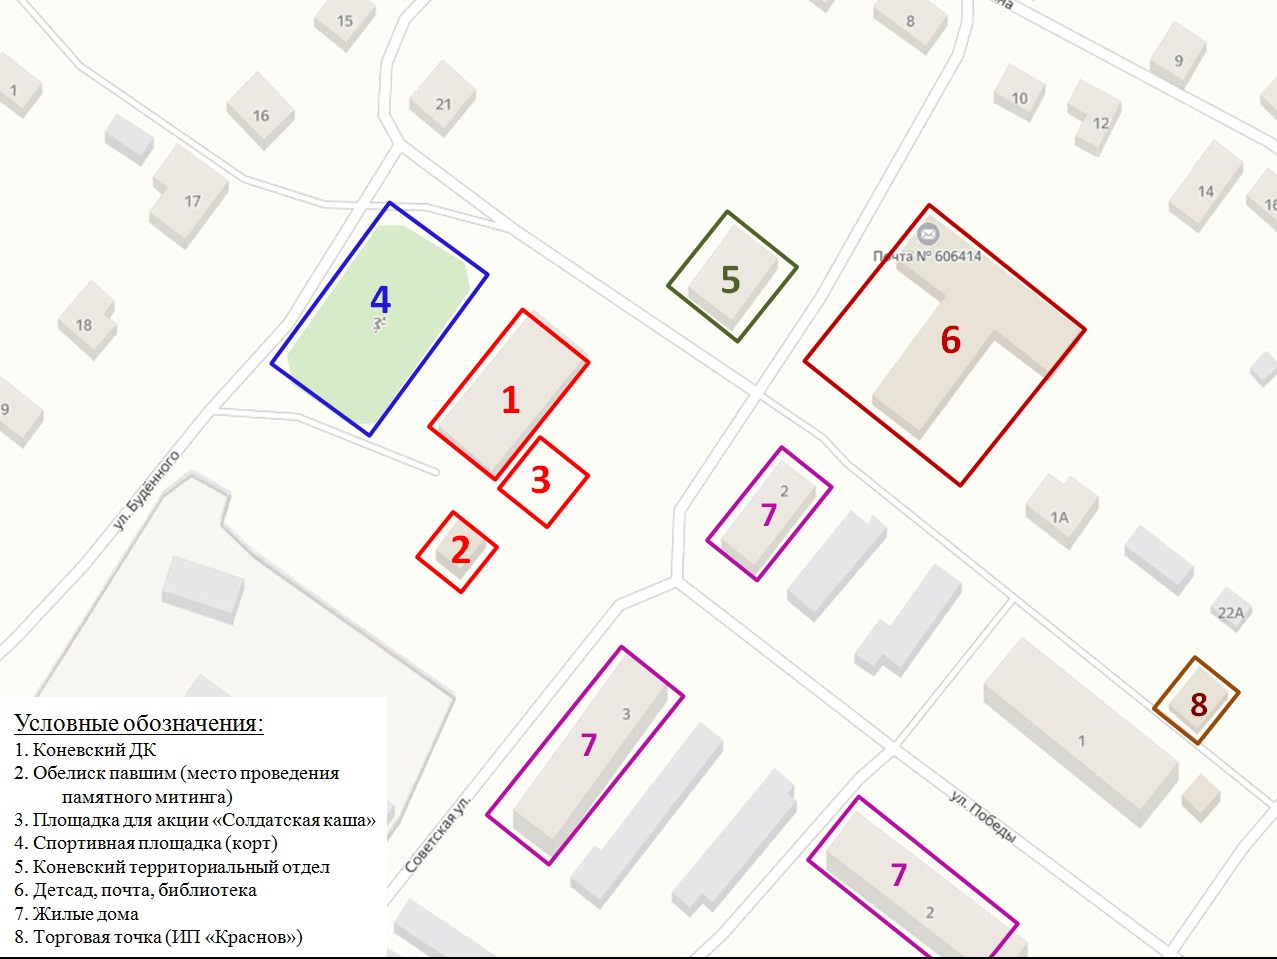 15
8
на
9
1
16
21
10
12
17
14
16
Почта № 606414
5
4
18
6
1
9
2
7
3
ул. Будённого
1А
2
22А
3
7
8
1
Советская ул.
ул. Победы
7
2
Условные обозначения:
1. Коневский ДК
2. Обелиск павшим (место проведения
памятного митинга)
3. Площадка для акции «Солдатская каша»
4. Спортивная площадка (корт)
5. Коневский территориальный отдел
6. Детсад, почта, библиотека
7. Жилые дома
8. Торговая точка (ИП «Краснов»)